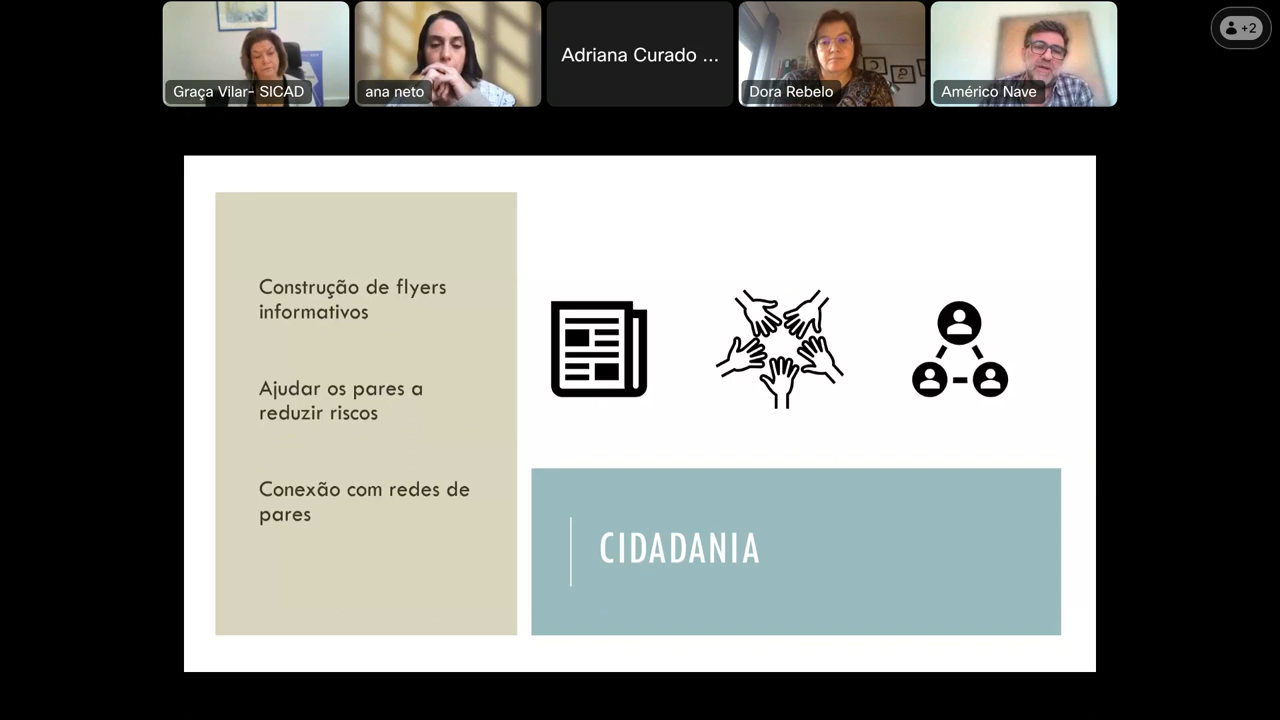 Graça Vilar- SICAD
ana neto
Adriana Curado ...
Dora Rebelo
Américo Nave
+2
Construção de flyers
informativos
Ajudar os pares a
reduzir riscos
Conexão com redes de
pares
CIDADANIA